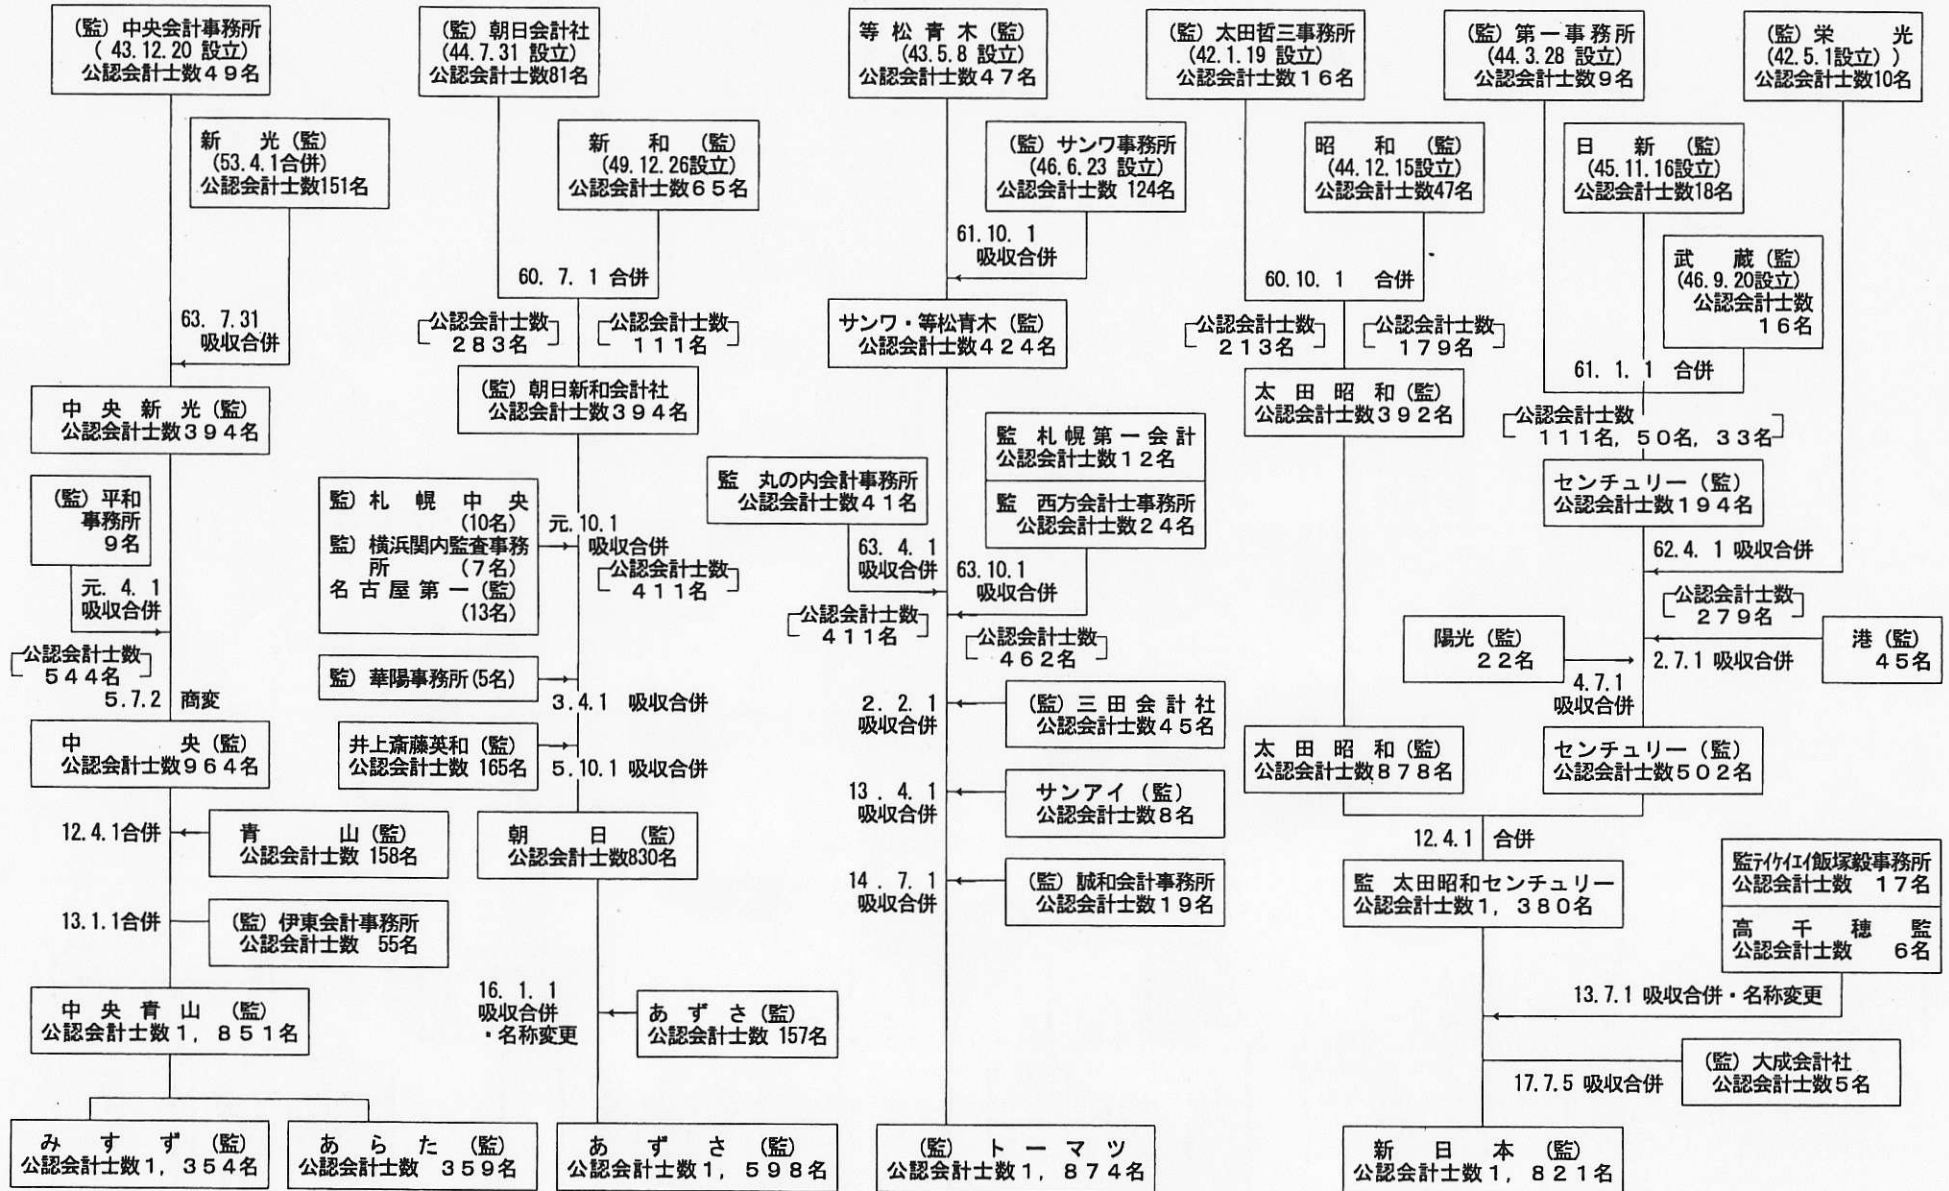 (監) 中央会計事務所
( 43.12.20 設立)
公認会計士数49名
(監) 朝日会計社
(44.7.31 設立)
公認会計士数81名
等 松 青 木 (監)
(43.5.8 設立)
公認会計士数47名
(監) 太田哲三事務所
(42.1.19 設立)
公認会計士数16名
(監) 第一事務所
(44.3.28 設立)
公認会計士数9名
(監) 栄 光
(42.5.1設立) )
公認会計士数10名
新 光 (監)
(53.4.1合併)
公認会計士数151名
新 和 (監)
(49.12.26設立)
公認会計士数65名
(監) サンワ事務所
(46.6.23 設立)
公認会計士数 124名
昭 和 (監)
(44.12.15設立)
公認会計士数47名
日 新 (監)
(45.11.16設立)
公認会計士数18名
武 蔵 (監)
(46.9.20設立)
公認会計士数
16名
63. 7.31
吸収合併
60. 7. 1 合併
公認会計士数
283名
公認会計士数
111名
61. 10. 1
吸収合併
60. 10. 1 合併
公認会計士数
213名
公認会計士数
179名
61. 1. 1 合併
公認会計士数
111名, 50名, 33名
中 央 新 光 (監)
公認会計士数394名
(監) 朝日新和会計社
公認会計士数394名
サンワ・等松青木 (監)
公認会計士数424名
太 田 昭 和 (監)
公認会計士数392名
センチュリー (監)
公認会計士数194名
(監) 平和
事務所
9名
元. 4. 1
吸収合併
公認会計士数
544名
5.7.2 商変
監) 札 幌 中 央
(10名)
監) 横浜関内監査事務
所 (7名)
名 古 屋 第 一 (監)
(13名)
元. 10. 1
吸収合併
公認会計士数
411名
監) 華陽事務所(5名)
3.4.1 吸収合併
井上斎藤英和 (監)
公認会計士数 165名
5.10.1 吸収合併
監 丸の内会計事務所
公認会計士数41名
63. 4. 1
吸収合併
公認会計士数
411名
監 札 幌 第 一 会 計
公認会計士数12名
監 西方会計士事務所
公認会計士数24名
63. 10. 1
吸収合併
公認会計士数
462名
2. 2. 1
吸収合併
(監) 三 田 会 計 社
公認会計士数45名
13 . 4. 1
吸収合併
サンアイ (監)
公認会計士数8名
14 . 7. 1
吸収合併
(監) 誠和会計事務所
公認会計士数19名
62.4. 1 吸収合併
公認会計士数
279名
陽光 (監)
22名
4.7.1
吸収合併
2.7.1 吸収合併
港 (監)
45名
中 央 (監)
公認会計士数964名
太 田 昭 和 (監)
公認会計士数878名
センチュリー (監)
公認会計士数502名
12.4.1合併
青 山 (監)
公認会計士数 158名
朝 日 (監)
公認会計士数830名
12.4.1 合併
監 太田昭和センチュリー
公認会計士数1, 380名
監ﾃｲｹｲｴｲ飯塚毅事務所
公認会計士数 17名
高 千 穂 監
公認会計士数 6名
13.1.1合併
(監) 伊東会計事務所
公認会計士数 55名
中 央 青 山 (監)
公認会計士数1, 851名
16. 1. 1
吸収合併
・名称変更
あ ず さ (監)
公認会計士数 157名
13.7.1 吸収合併・名称変更
(監) 大成会計社
公認会計士数5名
17.7.5 吸収合併
み す ず (監)
公認会計士数1, 354名
あ ら た (監)
公認会計士数 359名
あ ず さ (監)
公認会計士数1, 598名
(監) ト ー マ ツ
公認会計士数1, 874名
新 日 本 (監)
公認会計士数1, 821名